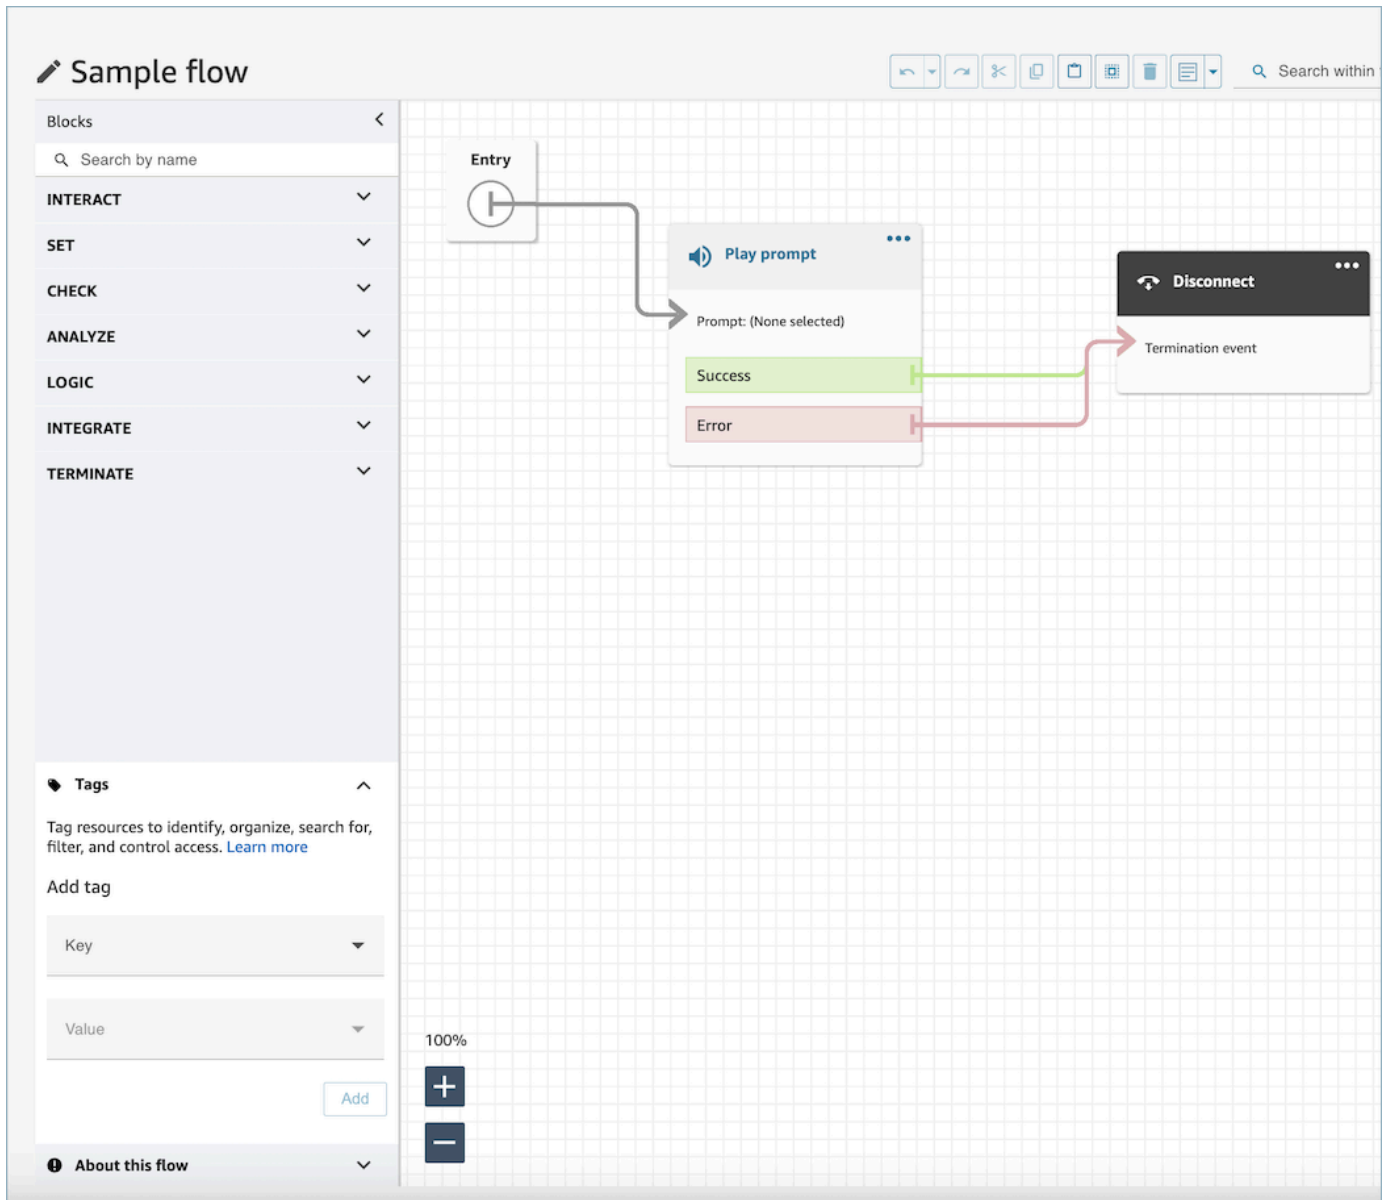 Sample flow
Search within
Blocks
Search by name
INTERACT
SET
CHECK
ANALYZE
LOGIC
INTEGRATE
TERMINATE
Tags
Tag resources to identify, organize, search for,
filter, and control access. Learn more
Add tag
Key
Value
Add
About this flow
Entry
Play prompt
Prompt: (None selected)
Success
Error
Disconnect
Termination event
100%